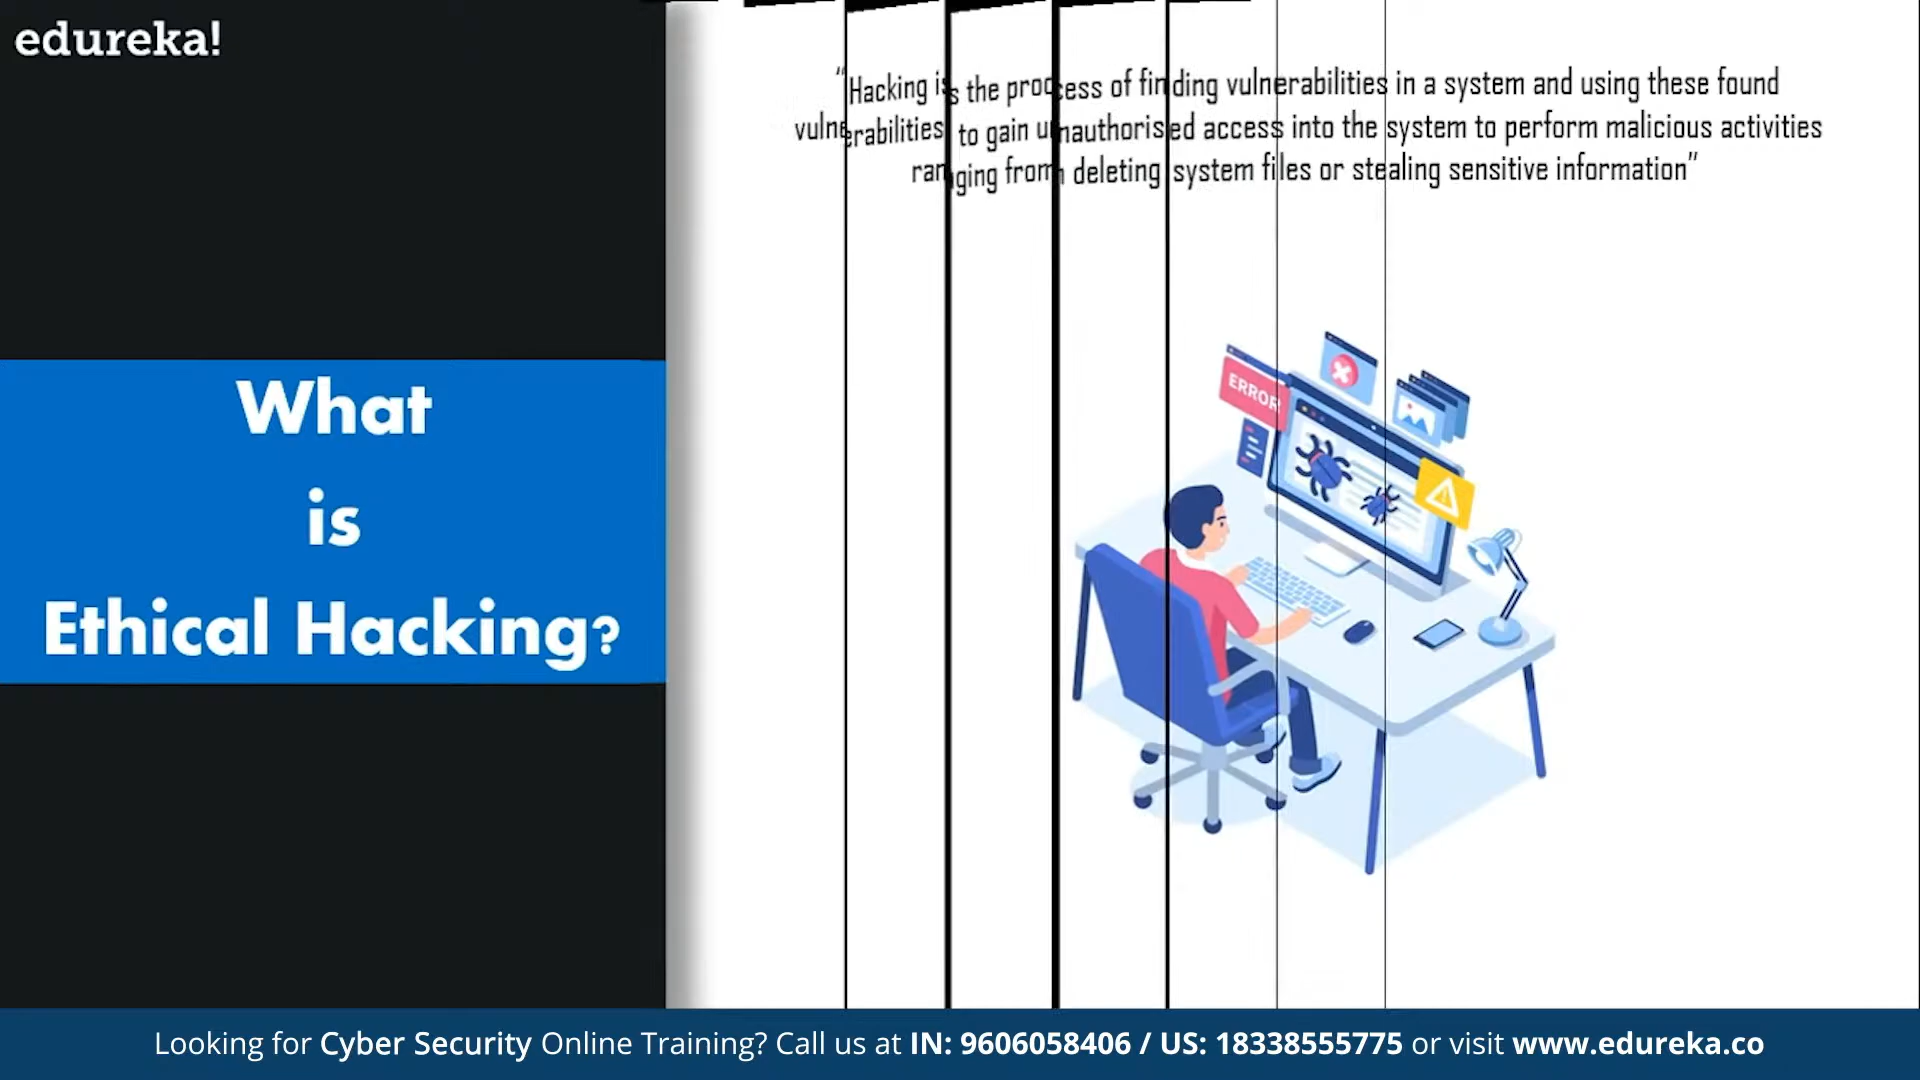 edureka!
What
is
Ethical Hacking?
“Hacking is the process of finding vulnerabilities in a system and using these found
vulnerabilities to gain unauthorised access into the system to perform malicious activities
ranging from deleting system files or stealing sensitive information”
ERROR
Looking for Cyber Security Online Training? Call us at IN: 9606058406 / US: 18338555775 or visit www.edureka.co